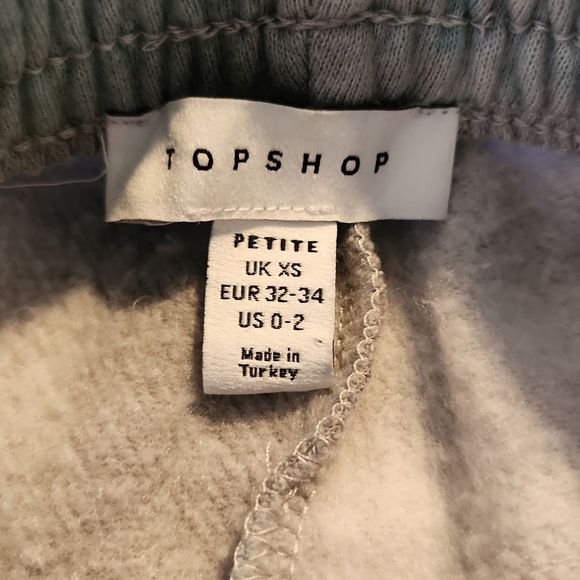 TOPSHOP
PETITE
UK XS
EUR 32-34
US 0-2
Made in
Turkey